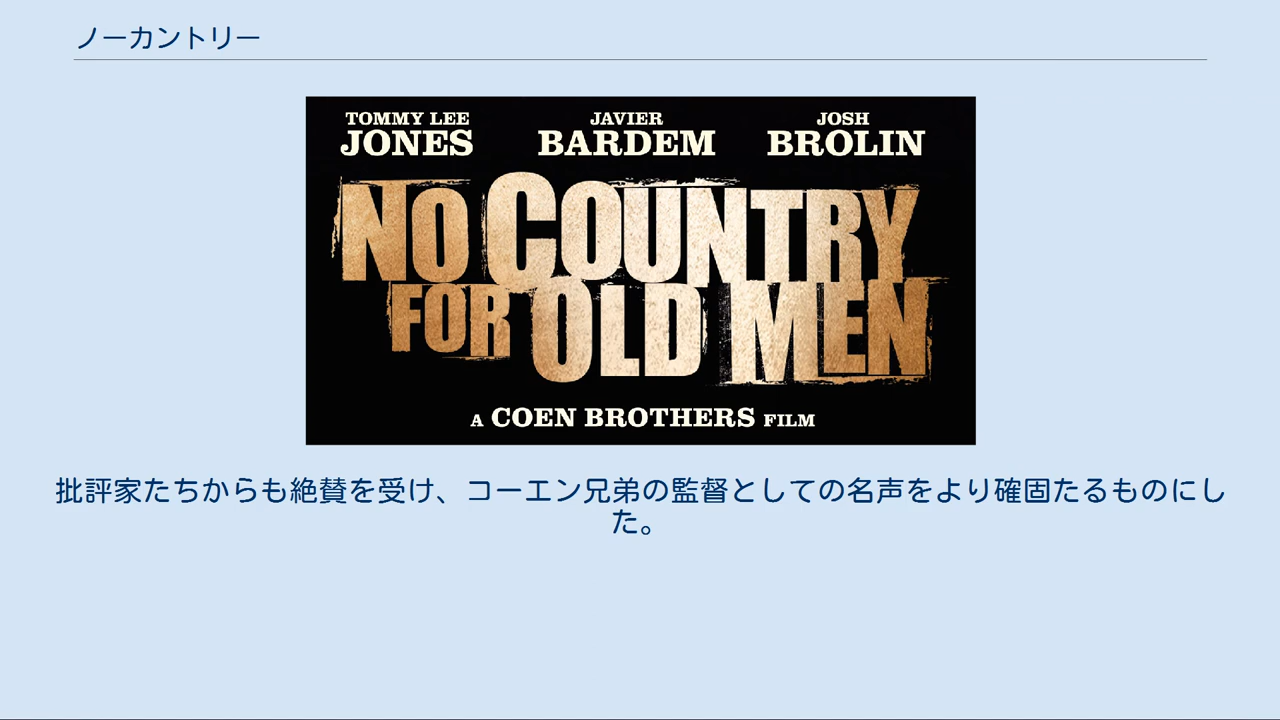 ノーカントリー
TOMMY LEE JAVIER JOSH
JONES BARDEM BROLIN
NO COUNTRY
FOR OLD MEN
A COEN BROTHERS FILM
批評家たちからも絶賛を受け、コーエン兄弟の監督としての名声をより確固たるものにし
た。